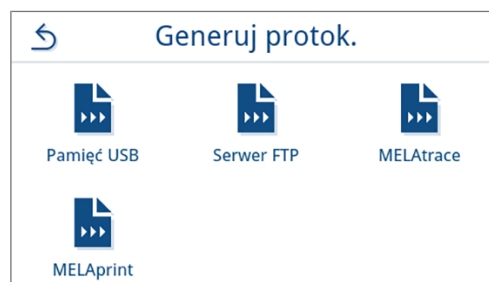 Generuj protok.
Pamięć USB
Serwer FTP
MELAtrace
MELAprint